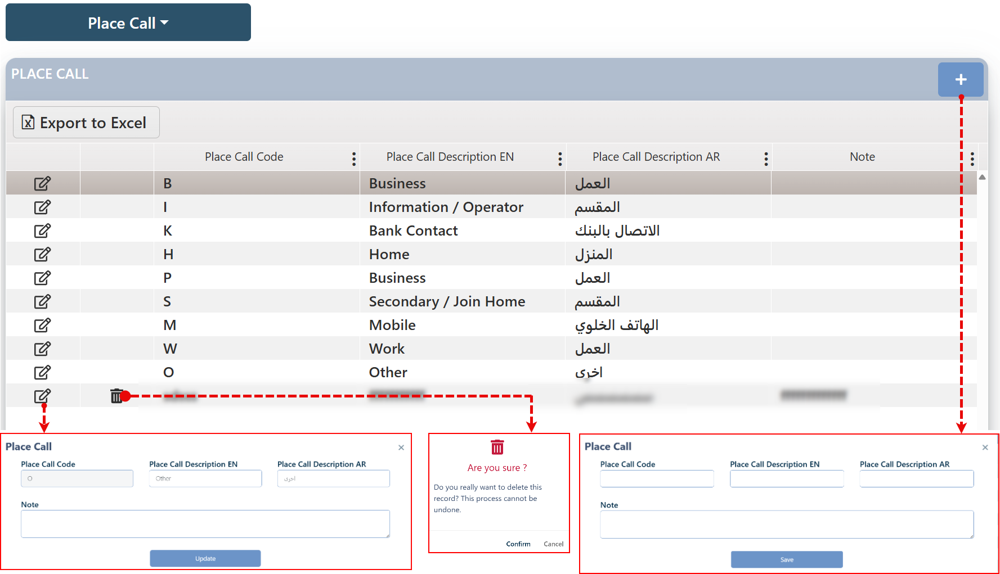 Place Call
PLACE CALL
+
Export to Excel
Place Call Code Place Call Description EN Place Call Description AR Note
B Business العمل
I Information / Operator المقسم
K Bank Contact الاتصال بالبنك
H Home المنزل
P Business العمل
S Secondary / Join Home المقسم
M Mobile الهاتف الخلوي
W Work العمل
O Other اخرى
Place Call ×
Place Call Code Place Call Description EN Place Call Description AR
O Other اخرى
Note
Update
Are you sure ?
Do you really want to delete this
record? This process cannot be
undone.
Confirm Cancel
Place Call ×
Place Call Code Place Call Description EN Place Call Description AR
Note
Save